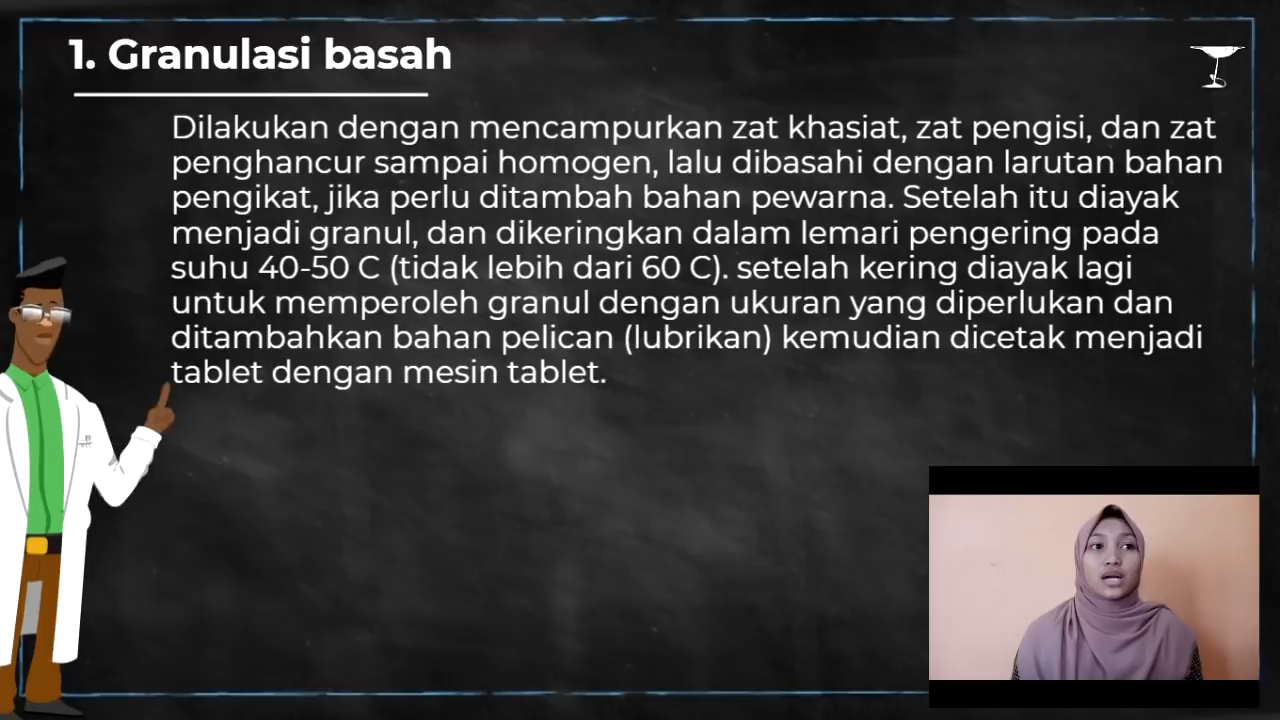 1. Granulasi basah
Dilakukan dengan mencampurkan zat khasiat, zat pengisi, dan zat
penghancur sampai homogen, lalu dibasahi dengan larutan bahan
pengikat, jika perlu ditambah bahan pewarna. Setelah itu diayak
menjadi granul, dan dikeringkan dalam lemari pengering pada
suhu 40-50 C (tidak lebih dari 60 C). setelah kering diayak lagi
untuk memperoleh granul dengan ukuran yang diperlukan dan
ditambahkan bahan pelican (lubrikan) kemudian dicetak menjadi
tablet dengan mesin tablet.